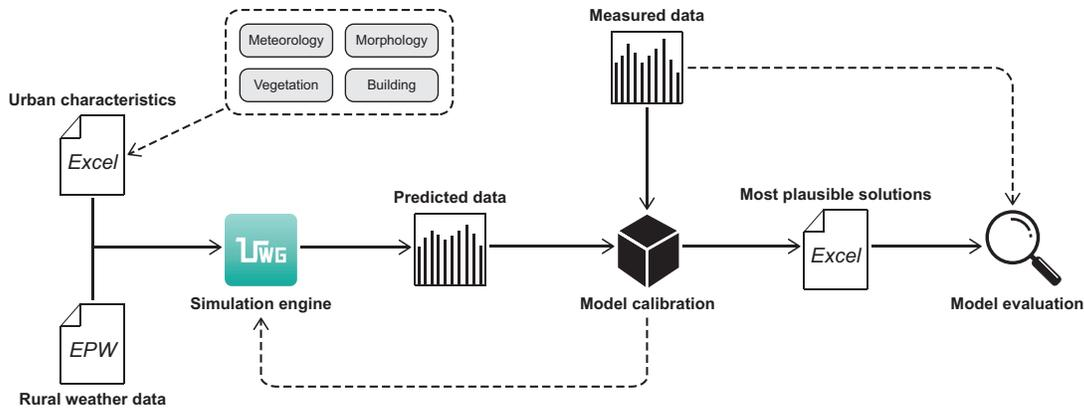 Measured data
Meteorology
Morphology
Vegetation
Building
Urban characteristics
Excel
Predicted data
Most plausible solutions
UWG
Excel
Simulation engine
Model calibration
Model evaluation
EPW
Rural weather data